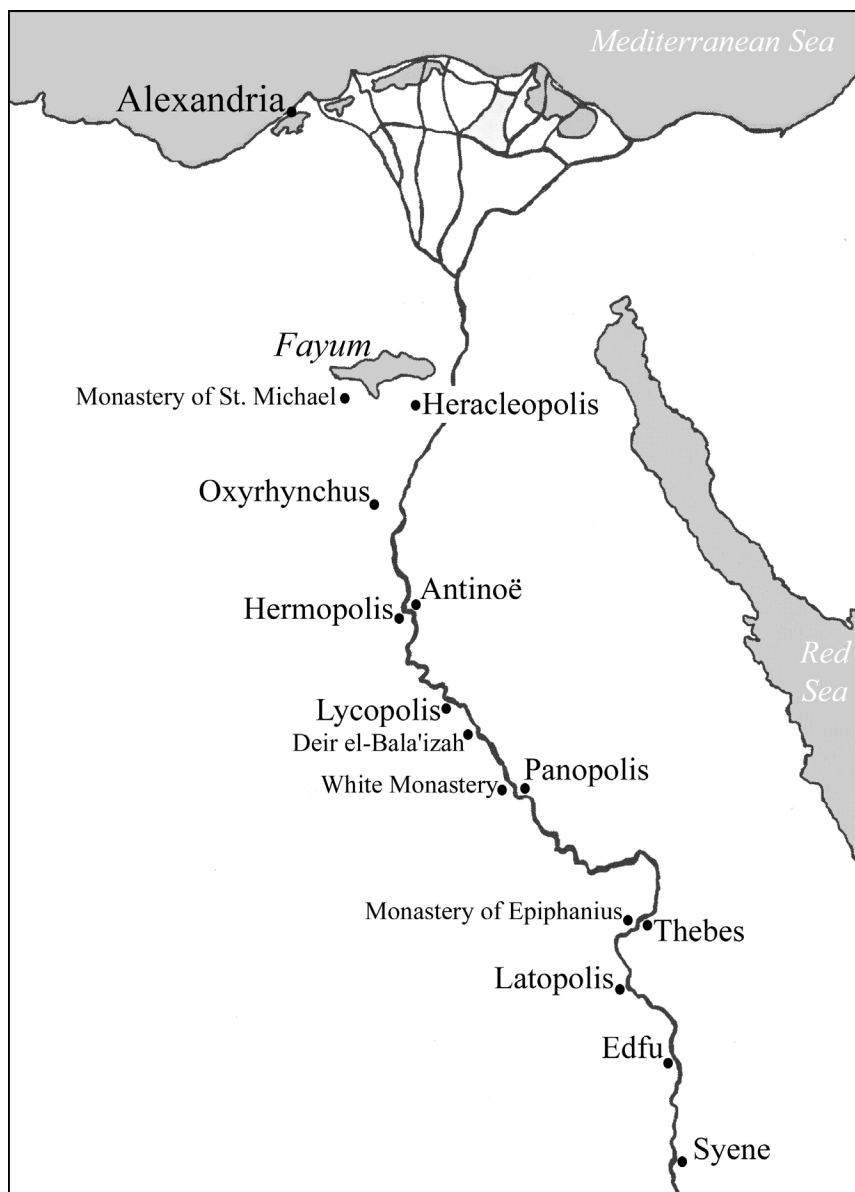 Mediterranean Sea
Alexandria
Fayum
Monastery of St. Michael
Heracleopolis
Oxyrhynchus
Antinoë
Hermopolis
Red
Sea
Lycopolis
Deir el-Bala'izah
Panopolis
White Monastery
Monastery of Epiphanius
Thebes
Latopolis
Edfu
Syene